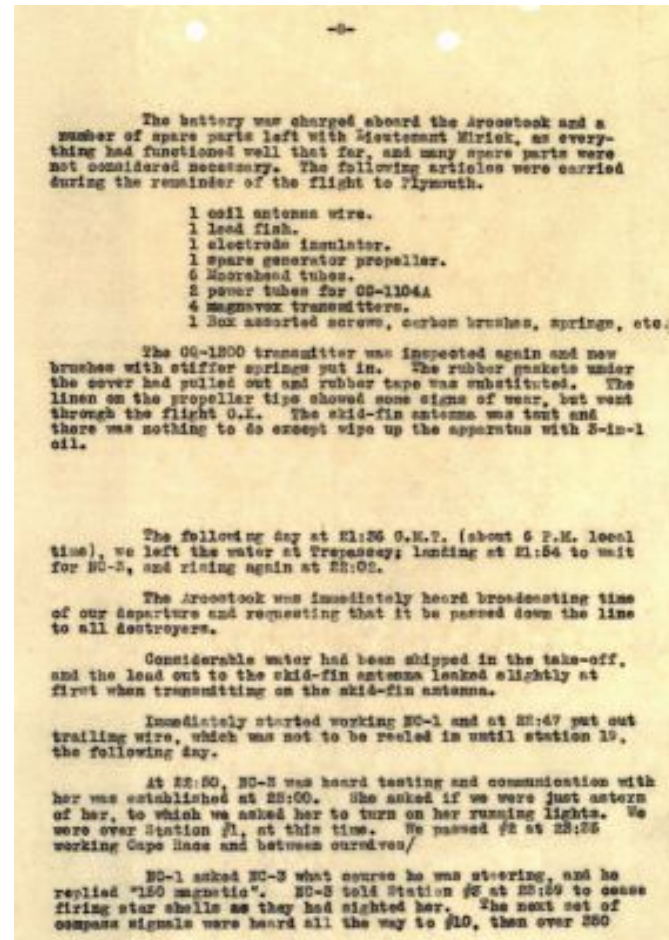 The battery was charged aboard the Aroostook and a
number of spare parts left with Lieutenant Mirick, as every-
thing had functioned well that far, and many spare parts were
not considered necessary. The following articles were carried
during the remainder of the flight to Plymouth.
1 coil antenna wire.
1 lead fish.
1 electrode insulator.
1 spare generator propeller.
6 Moorehead tubes.
2 power tubes for CG-1104A
4 magnavox transmitters.
1 Box assorted screws, carbon brushes, springs, etc.
The CG-1300 transmitter was inspected again and new
brushes with stiffer springs put in. The rubber gaskets under
the cover had pulled out and rubber tape was substituted. The
linen on the propeller tips showed some signs of wear, but went
through the flight O.K. The skid-fin antenna was taut and
there was nothing to do except wipe up the apparatus with 3-in-1
oil.
The following day at 21:36 G.M.T. (about 6 P.M. local
time), we left the water at Trepassey; landing at 21:54 to wait
for NC-3, and rising again at 22:02.
The Aroostook was immediately heard broadcasting time
of our departure and requesting that it be passed down the line
to all destroyers.
Considerable water had been shipped in the take-off,
and the lead out to the skid-fin antenna leaked slightly at
first when transmitting on the skid-fin antenna.
Immediately started working NC-1 and at 22:47 put out
trailing wire, which was not to be reeled in until station 19,
the following day.
At 22:50, NC-3 was heard testing and communication with
her was established at 23:00. She asked if we were just astern
of her, to which we asked her to turn on her running lights. We
were over Station #1, at this time. We passed #2 at 23:35
working Cape Race and between ourselves/
NC-1 asked NC-3 what course he was steering, and he
replied "150 magnetic". NC-3 told Station #3 at 23:59 to cease
firing star shells as they had sighted her. The next set of
compass signals were heard all the way to #10, then over 250